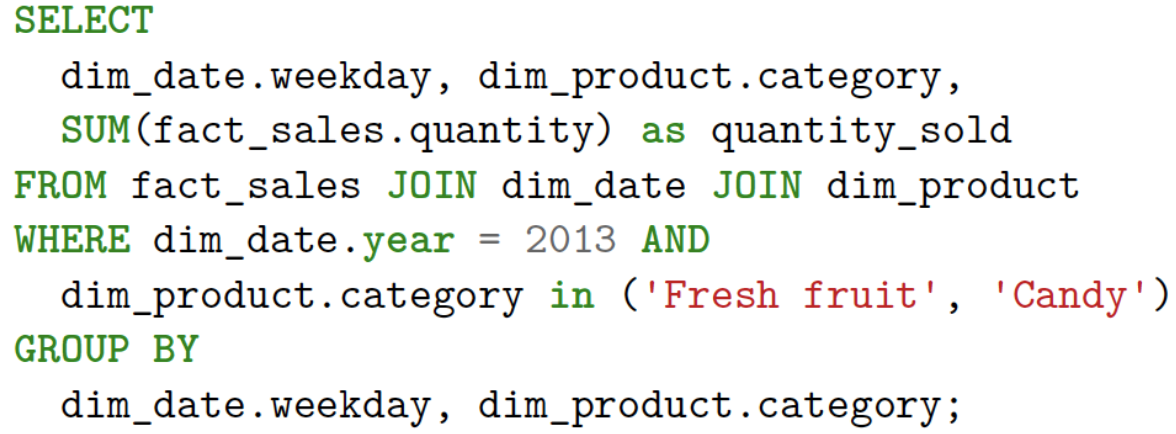 SELECT
dim_date.weekday, dim_product.category,
SUM(fact_sales.quantity) as quantity_sold
FROM fact_sales JOIN dim_date JOIN dim_product
WHERE dim_date.year = 2013 AND
dim_product.category in ('Fresh fruit', 'Candy')
GROUP BY
dim_date.weekday, dim_product.category;